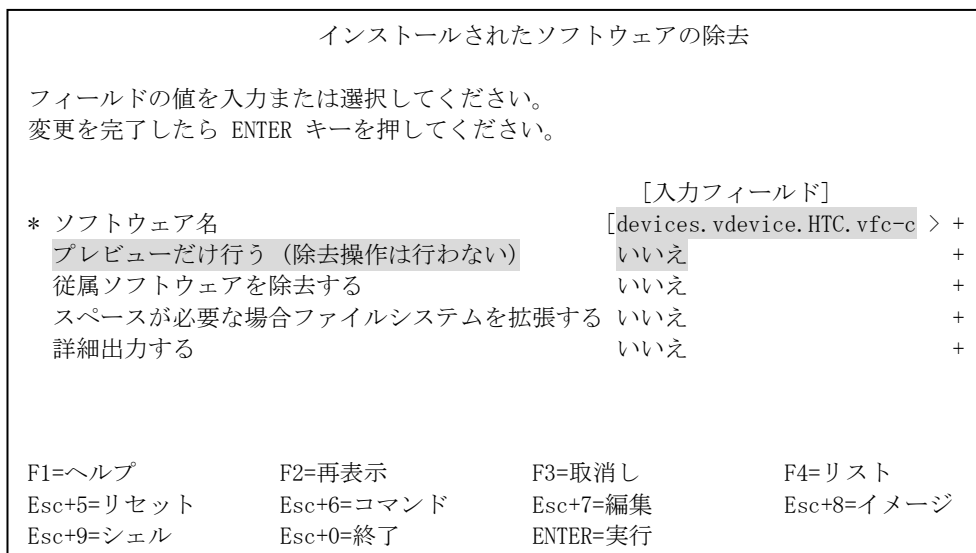 インストールされたソフトウェアの除去
フィールドの値を入力または選択してください。
変更を完了したら ENTER キーを押してください。
[入力フィールド]
* ソフトウェア名 [devices.vdevice.HTC.vfc-c > +
プレビューだけ行う (除去操作は行わない) いいえ +
従属ソフトウェアを除去する いいえ +
スペースが必要な場合ファイルシステムを拡張する いいえ +
詳細出力する いいえ +
F1=ヘルプ F2=再表示 F3=取消し F4=リスト
Esc+5=リセット Esc+6=コマンド Esc+7=編集 Esc+8=イメージ
Esc+9=シェル Esc+0=終了 ENTER=実行